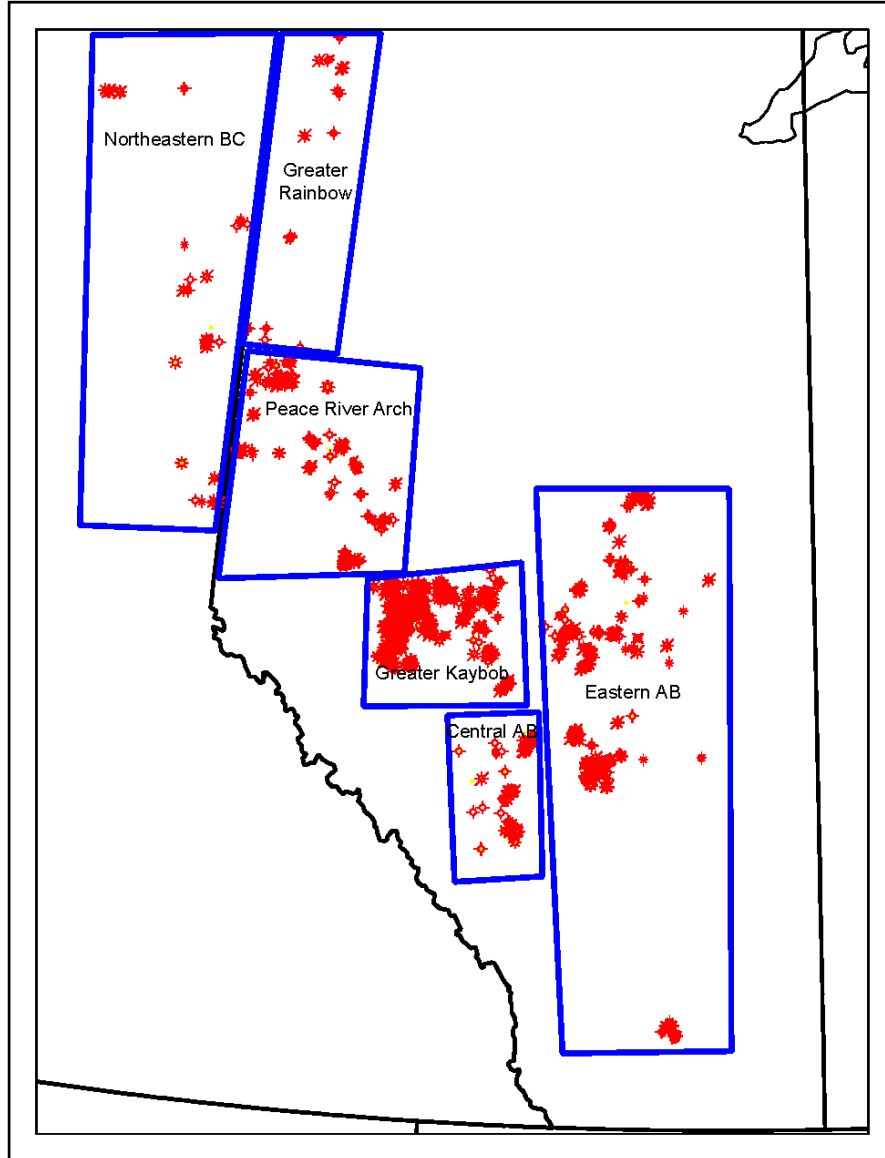 Northeastern BC
Greater
Rainbow
Peace River Arch
Greater Kaybob
Eastern AB
Central AB